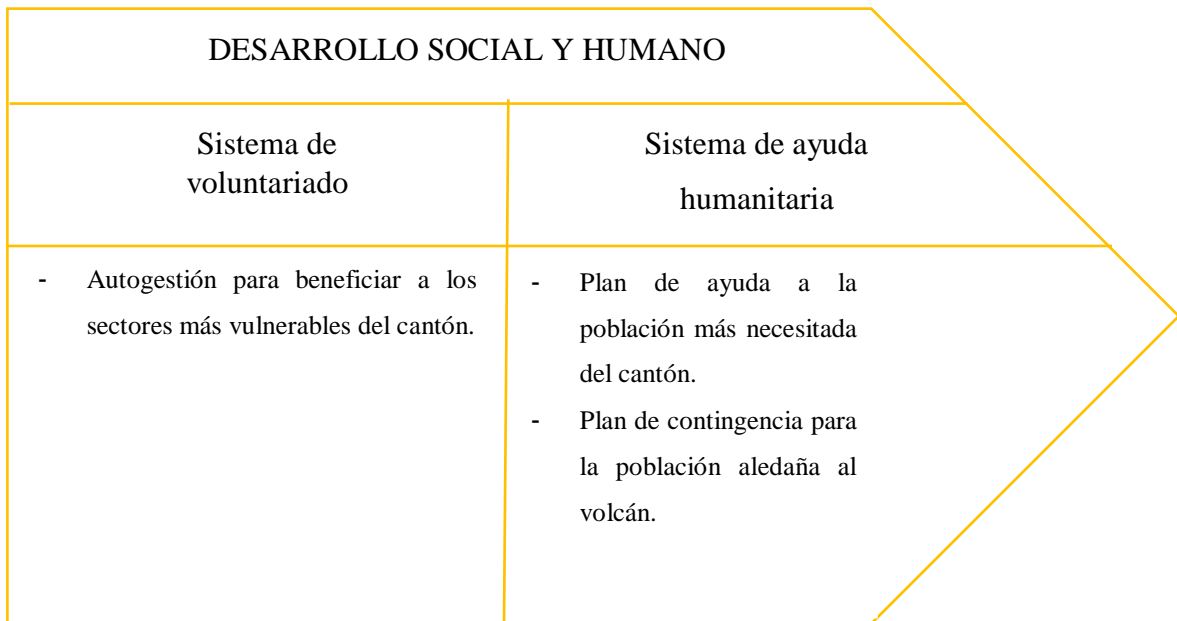 DESARROLLO SOCIAL Y HUMANO
Sistema de
voluntariado
Sistema de ayuda
humanitaria
- Autogestión para beneficiar a los
sectores más vulnerables del cantón.
- Plan de ayuda a la
población más necesitada
del cantón.
- Plan de contingencia para
la población aledaña al
volcán.